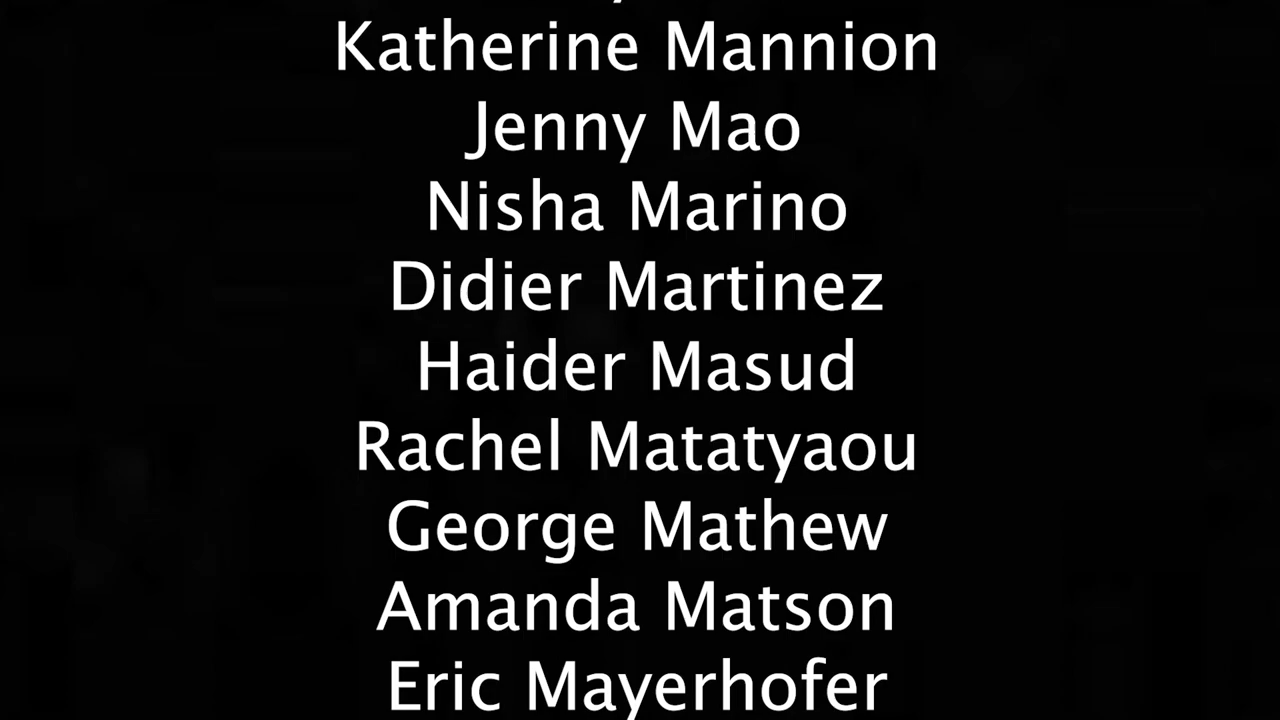 Katherine Mannion
Jenny Mao
Nisha Marino
Didier Martinez
Haider Masud
Rachel Matatyaou
George Mathew
Amanda Matson
Eric Mayerhofer